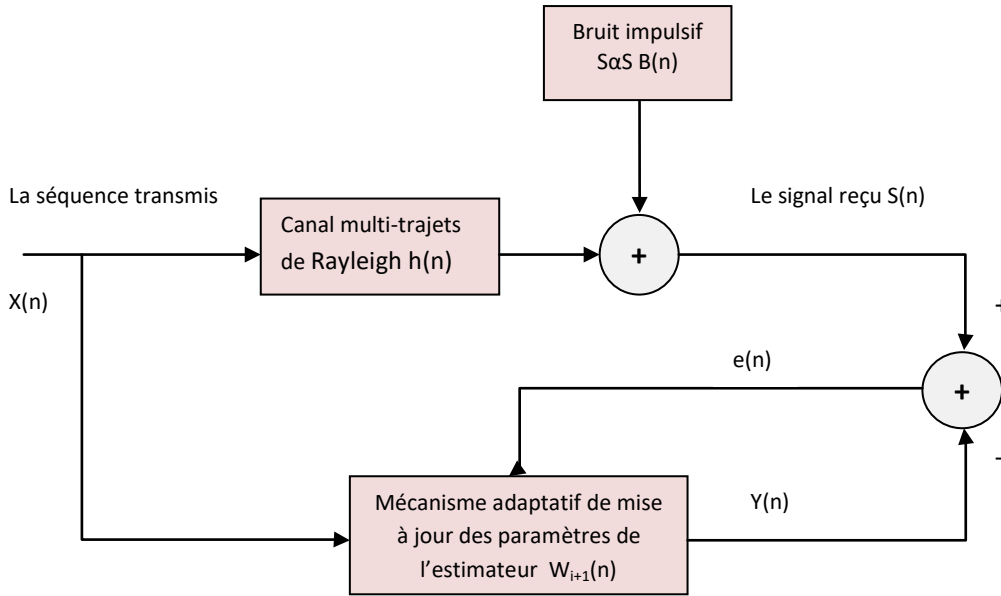 Bruit impulsif
SαS B(n)
La séquence transmis
Le signal reçu S(n)
Canal multi-trajets
de Rayleigh h(n)
+
X(n)
+
e(n)
+
-
Mécanisme adaptatif de mise
à jour des paramètres de
l’estimateur W_{i+1}(n)
Y(n)